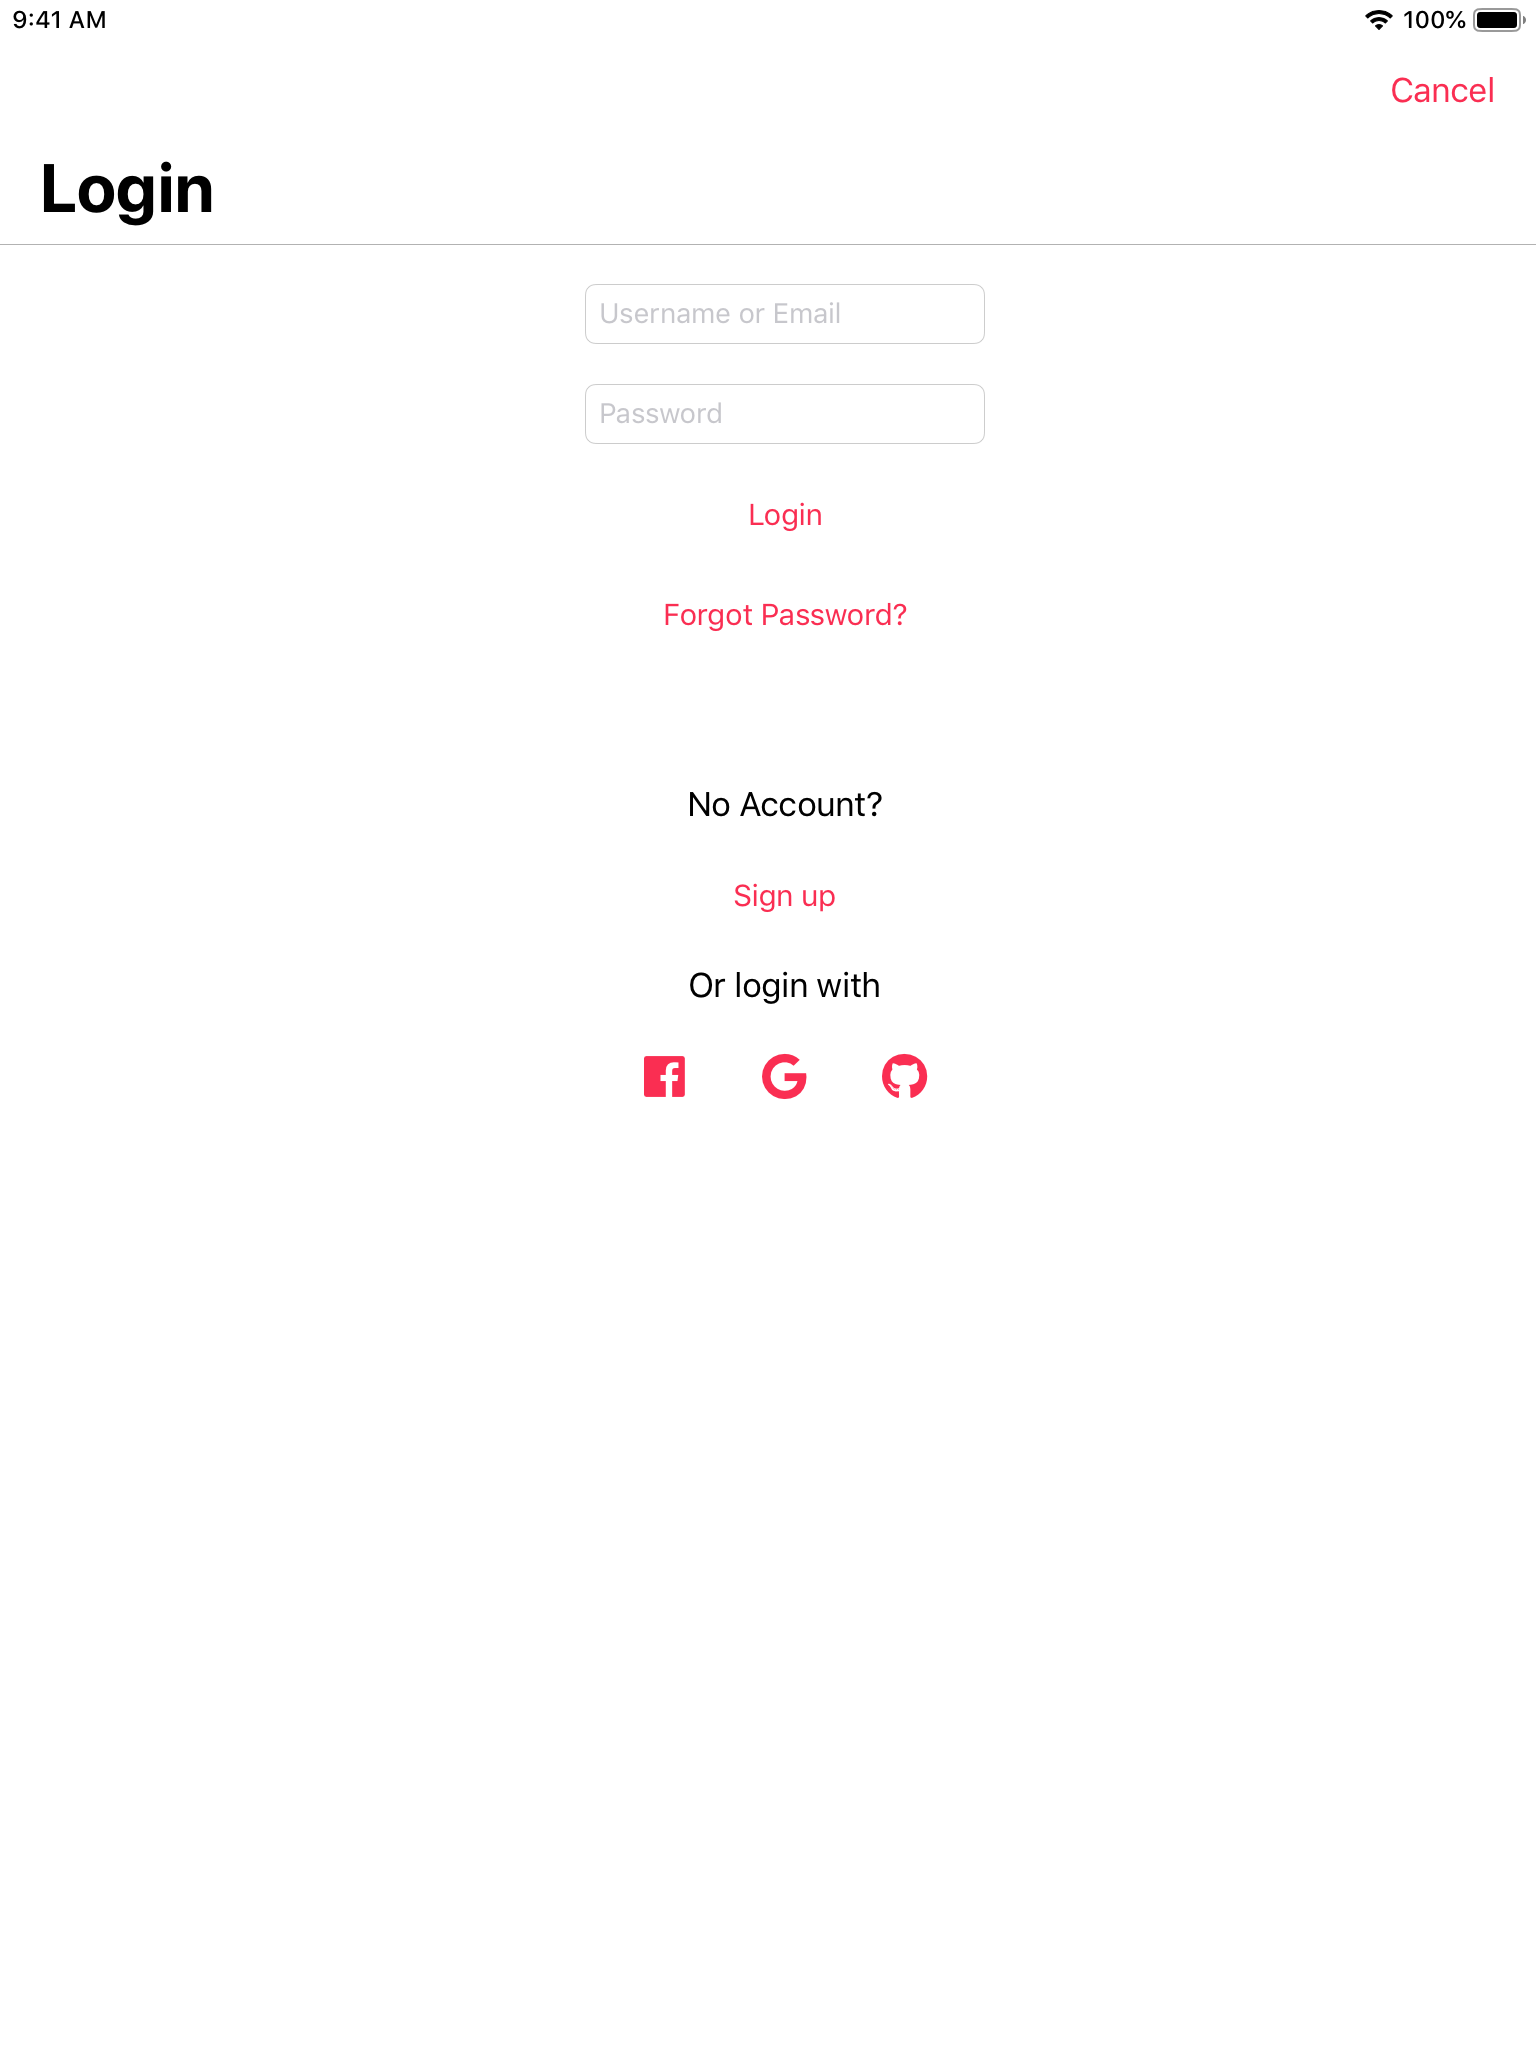 9:41 AM 100%
Cancel
Login
Username or Email
Password
Login
Forgot Password?
No Account?
Sign up
Or login with